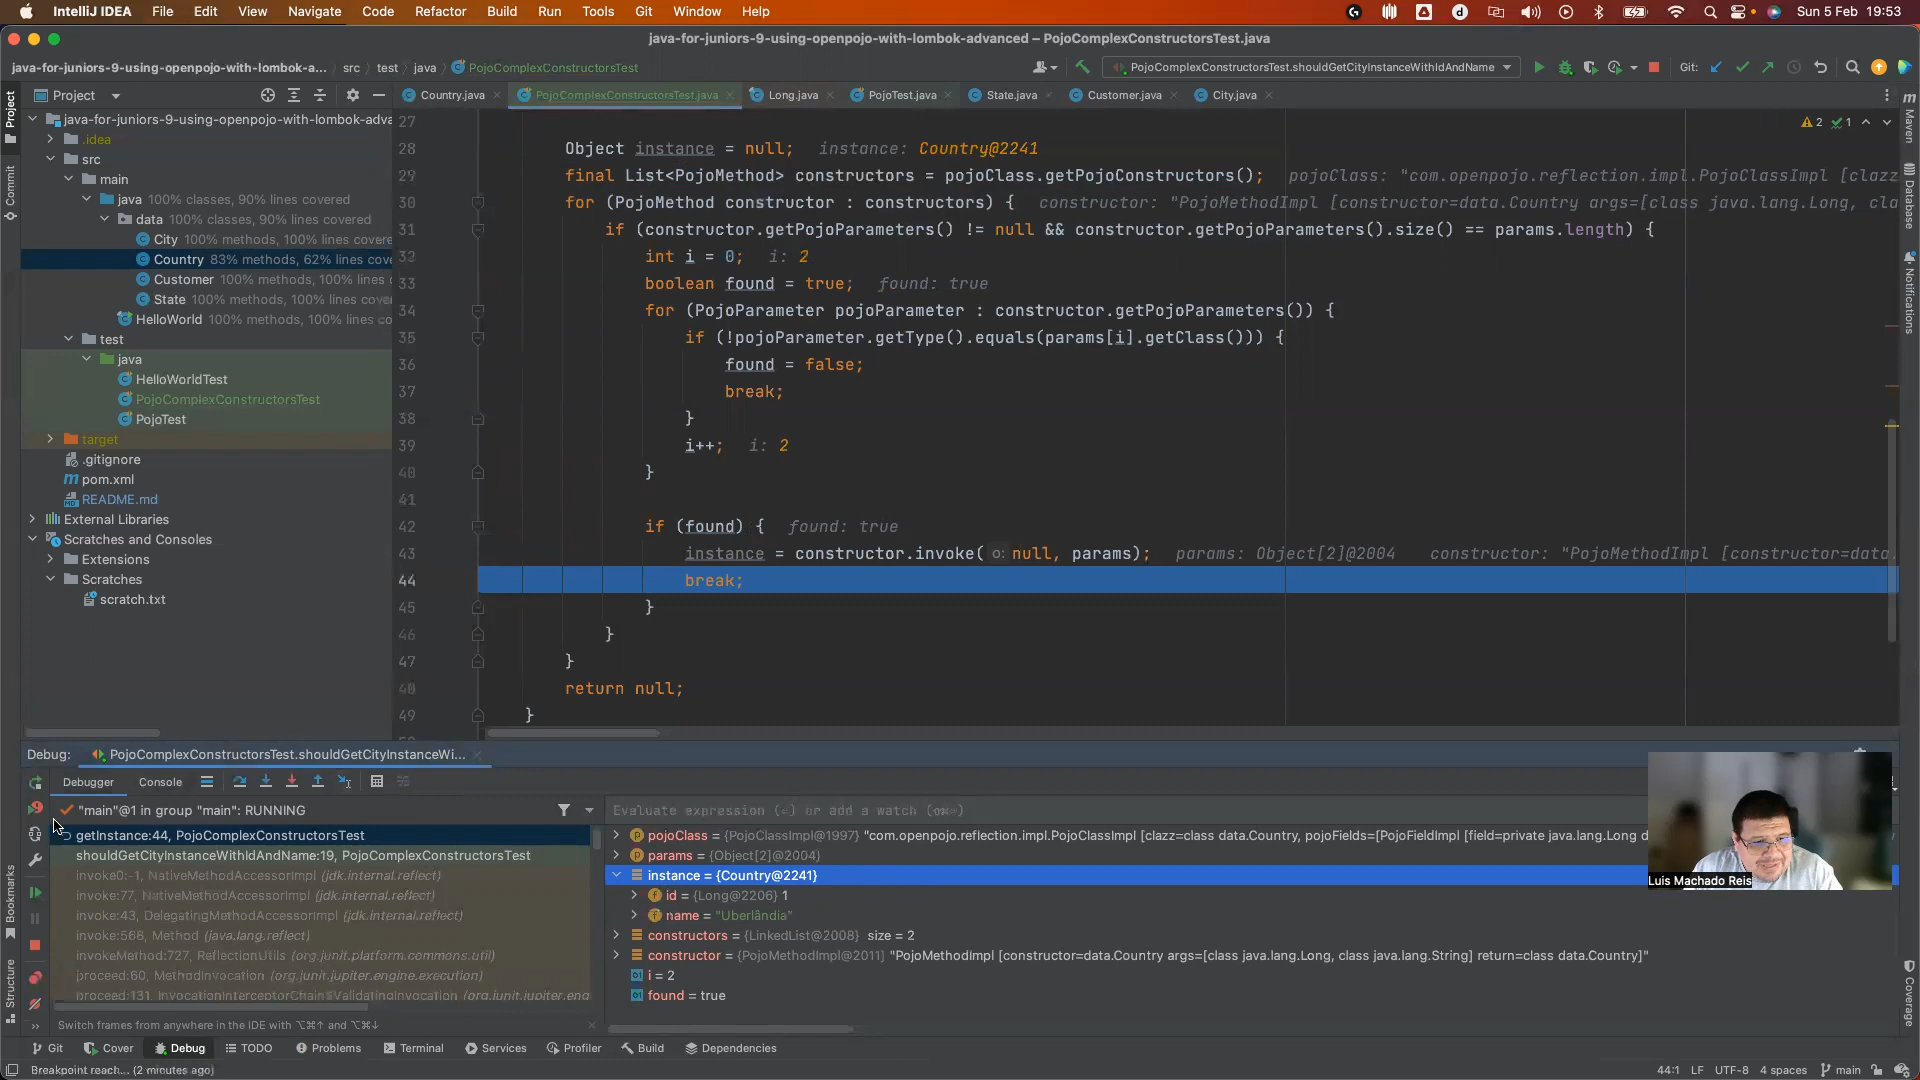 IntelliJ IDEA File Edit View Navigate Code Refactor Build Run Tools Git Window Help Sun 5 Feb 19:53
java-for-juniors-9-using-openpojo-with-lombok-advanced – PojoComplexConstructorsTest.java
java-for-juniors-9-using-openpojo-with-lombok-a... src test java PojoComplexConstructorsTest PojoComplexConstructorsTest.shouldGetCityInstanceWithIdAndName Git:
Project Country.java PojoComplexConstructorsTest.java Long.java PojoTest.java State.java Customer.java City.java
java-for-juniors-9-using-openpojo-with-lombok-adva
.idea
src
main
java 100% classes, 90% lines covered
data 100% classes, 90% lines covered
City 100% methods, 100% lines covere
Country 83% methods, 62% lines cove
Customer 100% methods, 100% lines
State 100% methods, 100% lines cove
HelloWorld 100% methods, 100% lines co
test
java
HelloWorldTest
PojoComplexConstructorsTest
PojoTest
target
.gitignore
pom.xml
README.md
External Libraries
Scratches and Consoles
Extensions
Scratches
scratch.txt
27
28 Object instance = null; instance: Country@2241
29 final List<PojoMethod> constructors = pojoClass.getPojoConstructors(); pojoClass: "com.openpojo.reflection.impl.PojoClassImpl [clazz
30 for (PojoMethod constructor : constructors) { constructor: "PojoMethodImpl [constructor=data.Country args=[class java.lang.Long, cla
31 if (constructor.getPojoParameters() != null && constructor.getPojoParameters().size() == params.length) {
32 int i = 0; i: 2
33 boolean found = true; found: true
34 for (PojoParameter pojoParameter : constructor.getPojoParameters()) {
35 if (!pojoParameter.getType().equals(params[i].getClass())) {
36 found = false;
37 break;
38 }
39 i++; i: 2
40 }
41
42 if (found) { found: true
43 instance = constructor.invoke( o: null, params); params: Object[2]@2004 constructor: "PojoMethodImpl [constructor=data.
44 break;
45 }
46 }
47 }
48 return null;
49 }
2 1
Project
Commit
Bookmarks
Structure
Maven
Database
Notifications
Coverage
Debug: PojoComplexConstructorsTest.shouldGetCityInstanceWi...
Debugger Console
"main"@1 in group "main": RUNNING
getInstance:44, PojoComplexConstructorsTest
shouldGetCityInstanceWithIdAndName:19, PojoComplexConstructorsTest
invoke0:-1, NativeMethodAccessorImpl (jdk.internal.reflect)
invoke:77, NativeMethodAccessorImpl (jdk.internal.reflect)
invoke:43, DelegatingMethodAccessorImpl (jdk.internal.reflect)
invoke:568, Method (java.lang.reflect)
invokeMethod:727, ReflectionUtils (org.junit.platform.commons.util)
proceed:60, MethodInvocation (org.junit.jupiter.engine.execution)
proceed:131, InvocationInterceptorChain$ValidatingInvocation (org.junit.jupiter.eng
Switch frames from anywhere in the IDE with ⌥⌘↑ and ⌥⌘↓
Evaluate expression (⏎) or add a watch (⌘⏎)
pojoClass = {PojoClassImpl@1997} "com.openpojo.reflection.impl.PojoClassImpl [clazz=class data.Country, pojoFields=[PojoFieldImpl [field=private java.lang.Long d
params = {Object[2]@2004}
instance = {Country@2241}
id = {Long@2206} 1
name = "Uberlândia"
constructors = {LinkedList@2008} size = 2
constructor = {PojoMethodImpl@2011} "PojoMethodImpl [constructor=data.Country args=[class java.lang.Long, class java.lang.String] return=class data.Country]"
i = 2
found = true
Luis Machado Reis
Git Cover Debug TODO Problems Terminal Services Profiler Build Dependencies
Breakpoint reach... (2 minutes ago) 44:1 LF UTF-8 4 spaces main